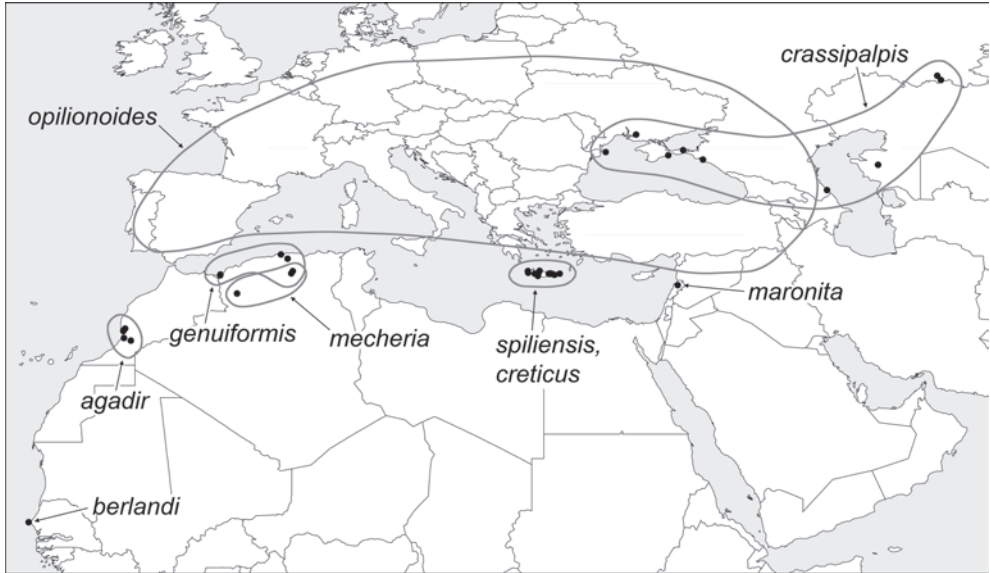 crassipalpis
opilionoides
maronita
genuiformis
mecheria
spiliensis,
creticus
agadir
berlandi